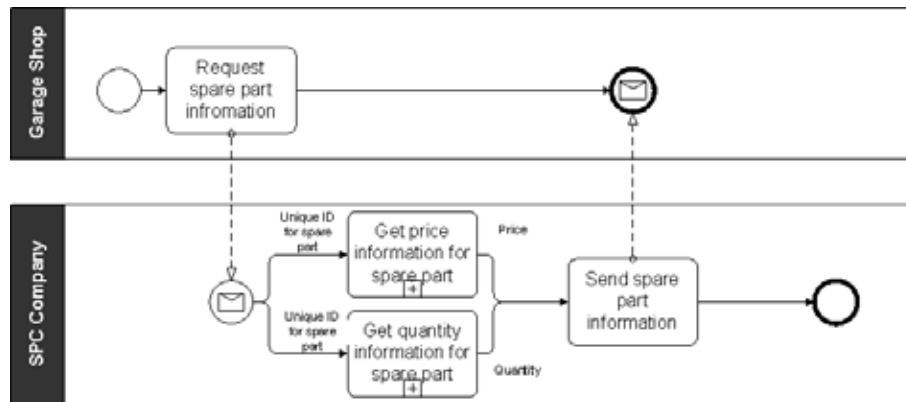 Garage Shop
Request
spare part
infromation
SPC Company
Unique ID
for spare
part
Get price
information for
spare part
Price
Unique ID
for spare
part
Get quantity
information for
spare part
Quantity
Send spare
part
information